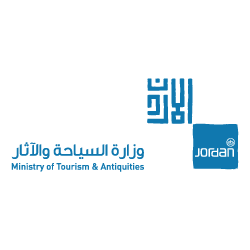 الأردن
Jordan
وزارة السياحة والآثار
Ministry of Tourism & Antiquities